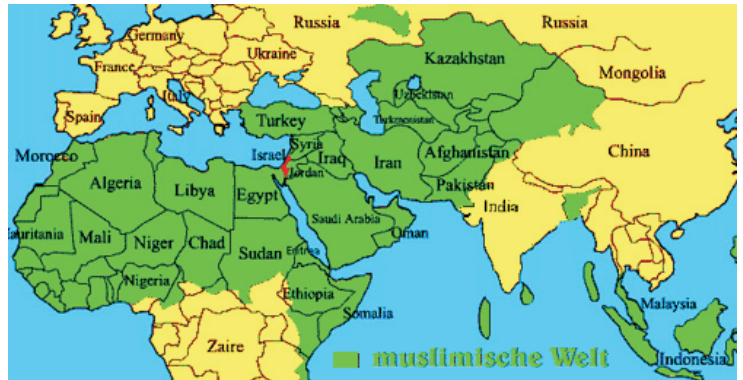 Russia
Russia
Germany
Ukraine
Kazakhstan
France
Mongolia
Italy
Uzbekistan
Spain
Turkmenistan
Turkey
Syria
Morocco
Israel
Iraq
Iran
Afghanistan
China
Jordan
Algeria
Libya
Egypt
Pakistan
India
Saudi Arabia
Mauritania
Mali
Niger
Chad
Sudan
Eritrea
Oman
Nigeria
Ethiopia
Somalia
Malaysia
Zaire
muslimische Welt
Indonesia